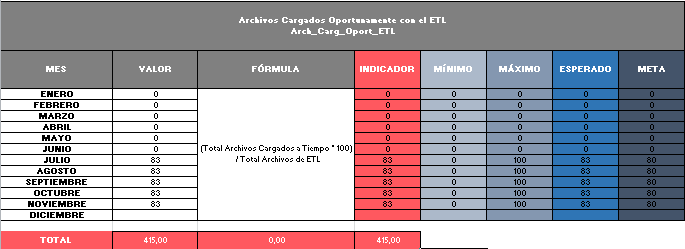 Archivos Cargados Oportunamente con el ETL
Arch_Carg_Oport_ETL
MES VALOR FÓRMULA INDICADOR MÍNIMO MÁXIMO ESPERADO META
ENERO 0 0 0 0 0 0
FEBRERO 0 0 0 0 0 0
MARZO 0 0 0 0 0 0
ABRIL 0 0 0 0 0 0
MAYO 0 0 0 0 0 0
JUNIO 0 (Total Archivos Cargados a Tiempo * 100) 0 0 0 0 0
JULIO 83 / Total Archivos de ETL 83 0 100 83 80
AGOSTO 83 83 0 100 83 80
SEPTIEMBRE 83 83 0 100 83 80
OCTUBRE 83 83 0 100 83 80
NOVIEMBRE 83 83 0 100 83 80
DICIEMBRE
TOTAL 415,00 0,00 415,00